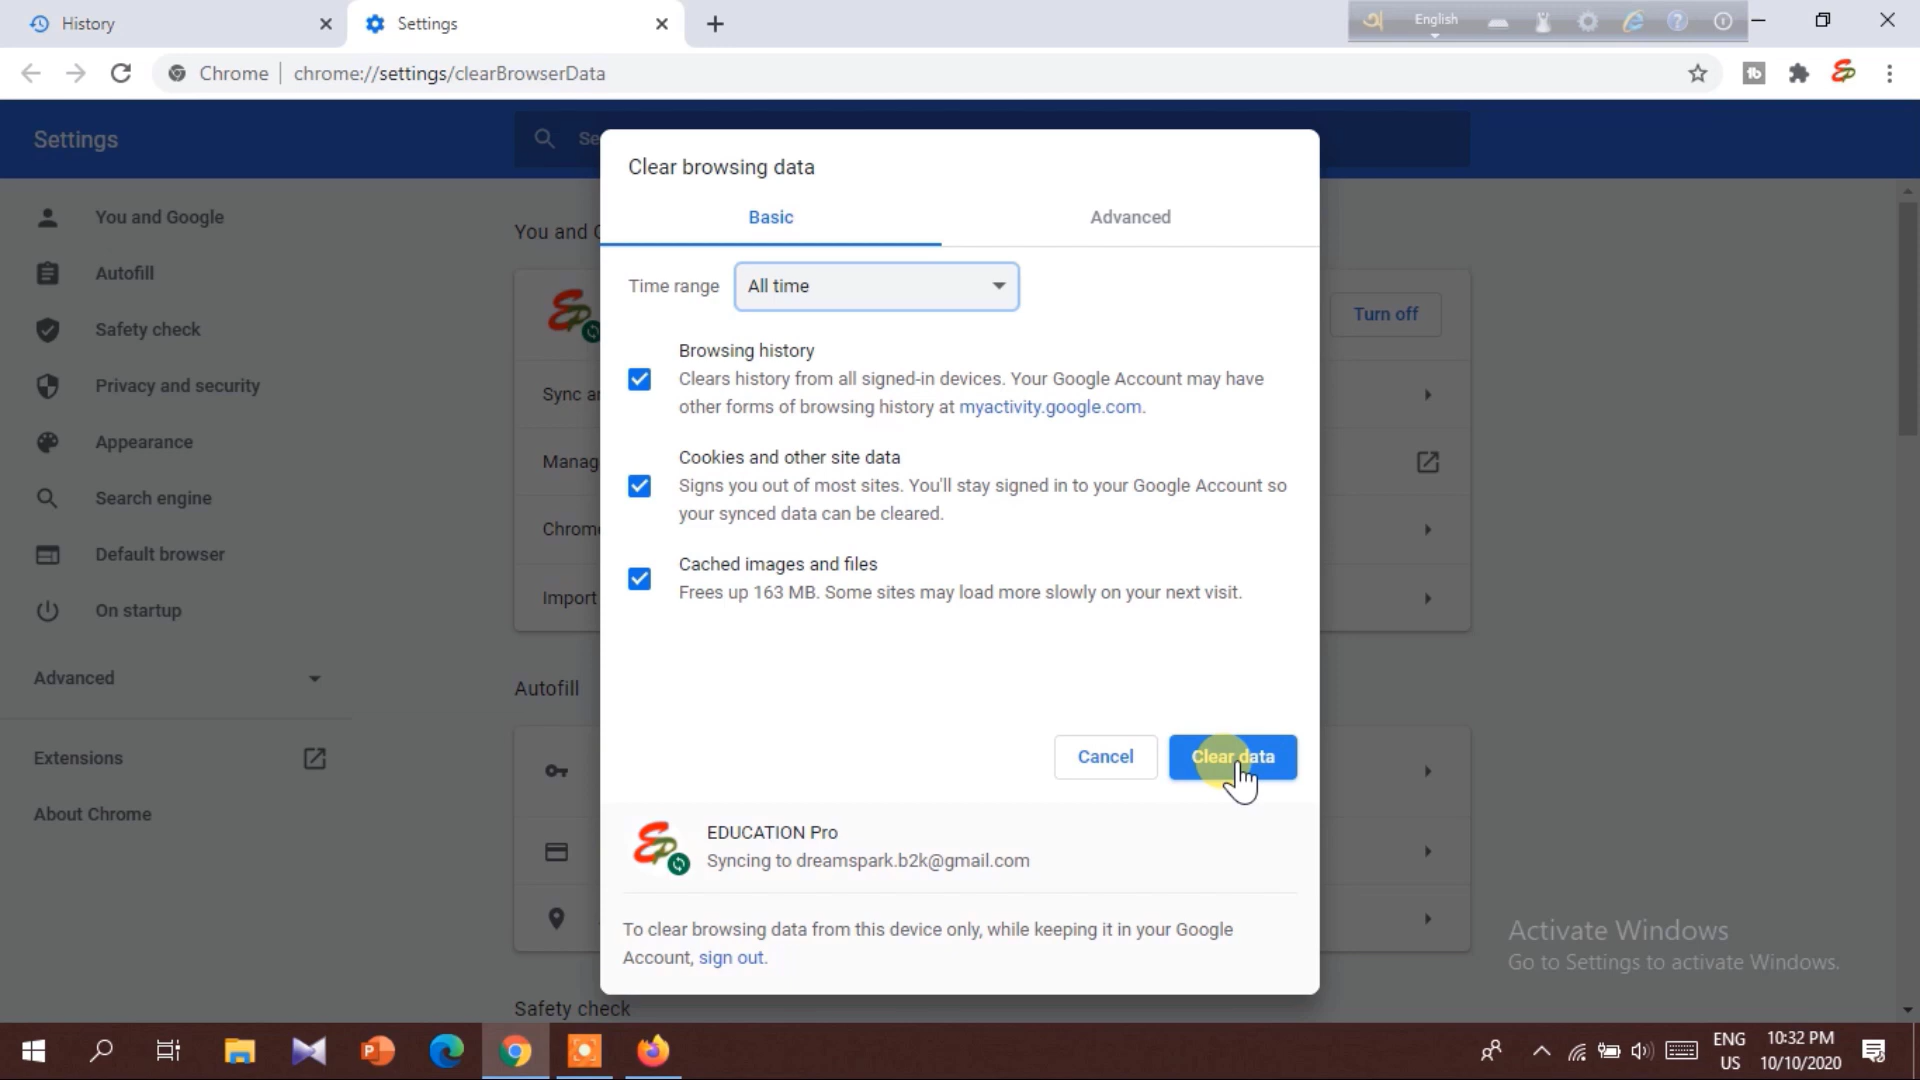 History
Settings
English
Chrome
chrome://settings/clearBrowserData
Settings
Se
Clear browsing data
Basic
Advanced
Time range
All time
Browsing history
Clears history from all signed-in devices. Your Google Account may have
other forms of browsing history at myactivity.google.com.
Cookies and other site data
Signs you out of most sites. You'll stay signed in to your Google Account so
your synced data can be cleared.
Cached images and files
Frees up 163 MB. Some sites may load more slowly on your next visit.
Cancel
Clear data
EDUCATION Pro
Syncing to dreamspark.b2k@gmail.com
To clear browsing data from this device only, while keeping it in your Google
Account, sign out.
You and Google
Autofill
Safety check
Privacy and security
Appearance
Search engine
Default browser
On startup
Advanced
Extensions
About Chrome
You and G
Turn off
Sync an
Manag
Chrome
Import
Autofill
Safety check
Activate Windows
Go to Settings to activate Windows.
ENG
US
10:32 PM
10/10/2020